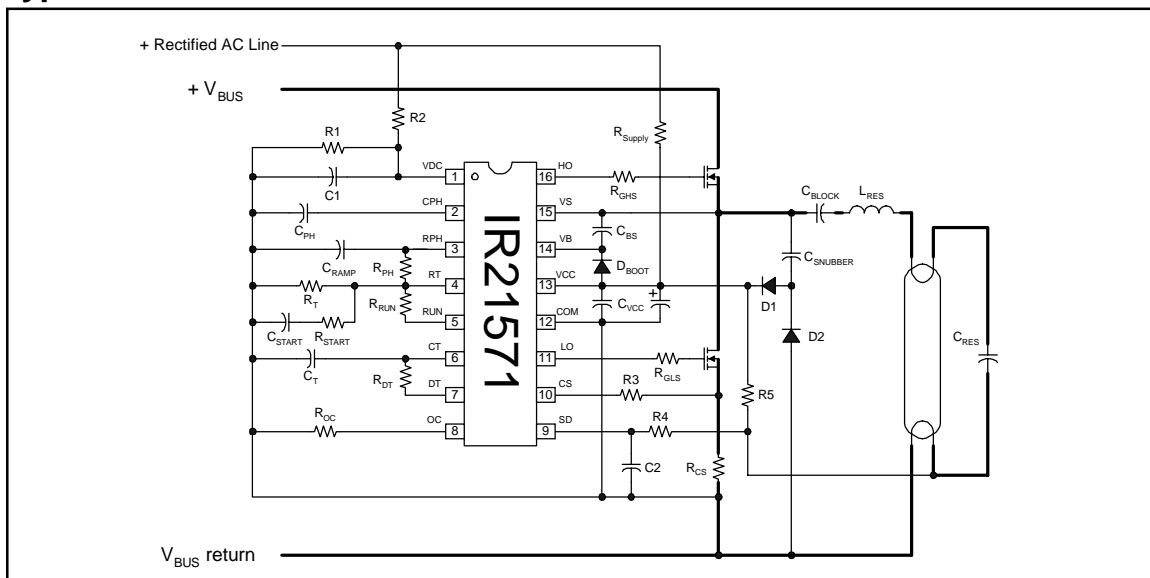 + Rectified AC Line
+ VBUS
R2
RSupply
R1
C1
VDC
1
16
HO
RGHS
CPH
CPH
2
15
VS
CBS
CBLOCK
LRES
CRAMP
RPH
RPH
3
14
VB
DBOOT
CSNUBBER
RT
RT
4
13
VCC
CVCC
+
D1
RRUN
RUN
5
12
COM
D2
CSTART
RSTART
CT
CT
6
11
LO
RGLS
CRES
RDT
DT
7
10
CS
R3
R5
ROC
OC
8
9
SD
R4
C2
RCS
IR21571
VBUS return